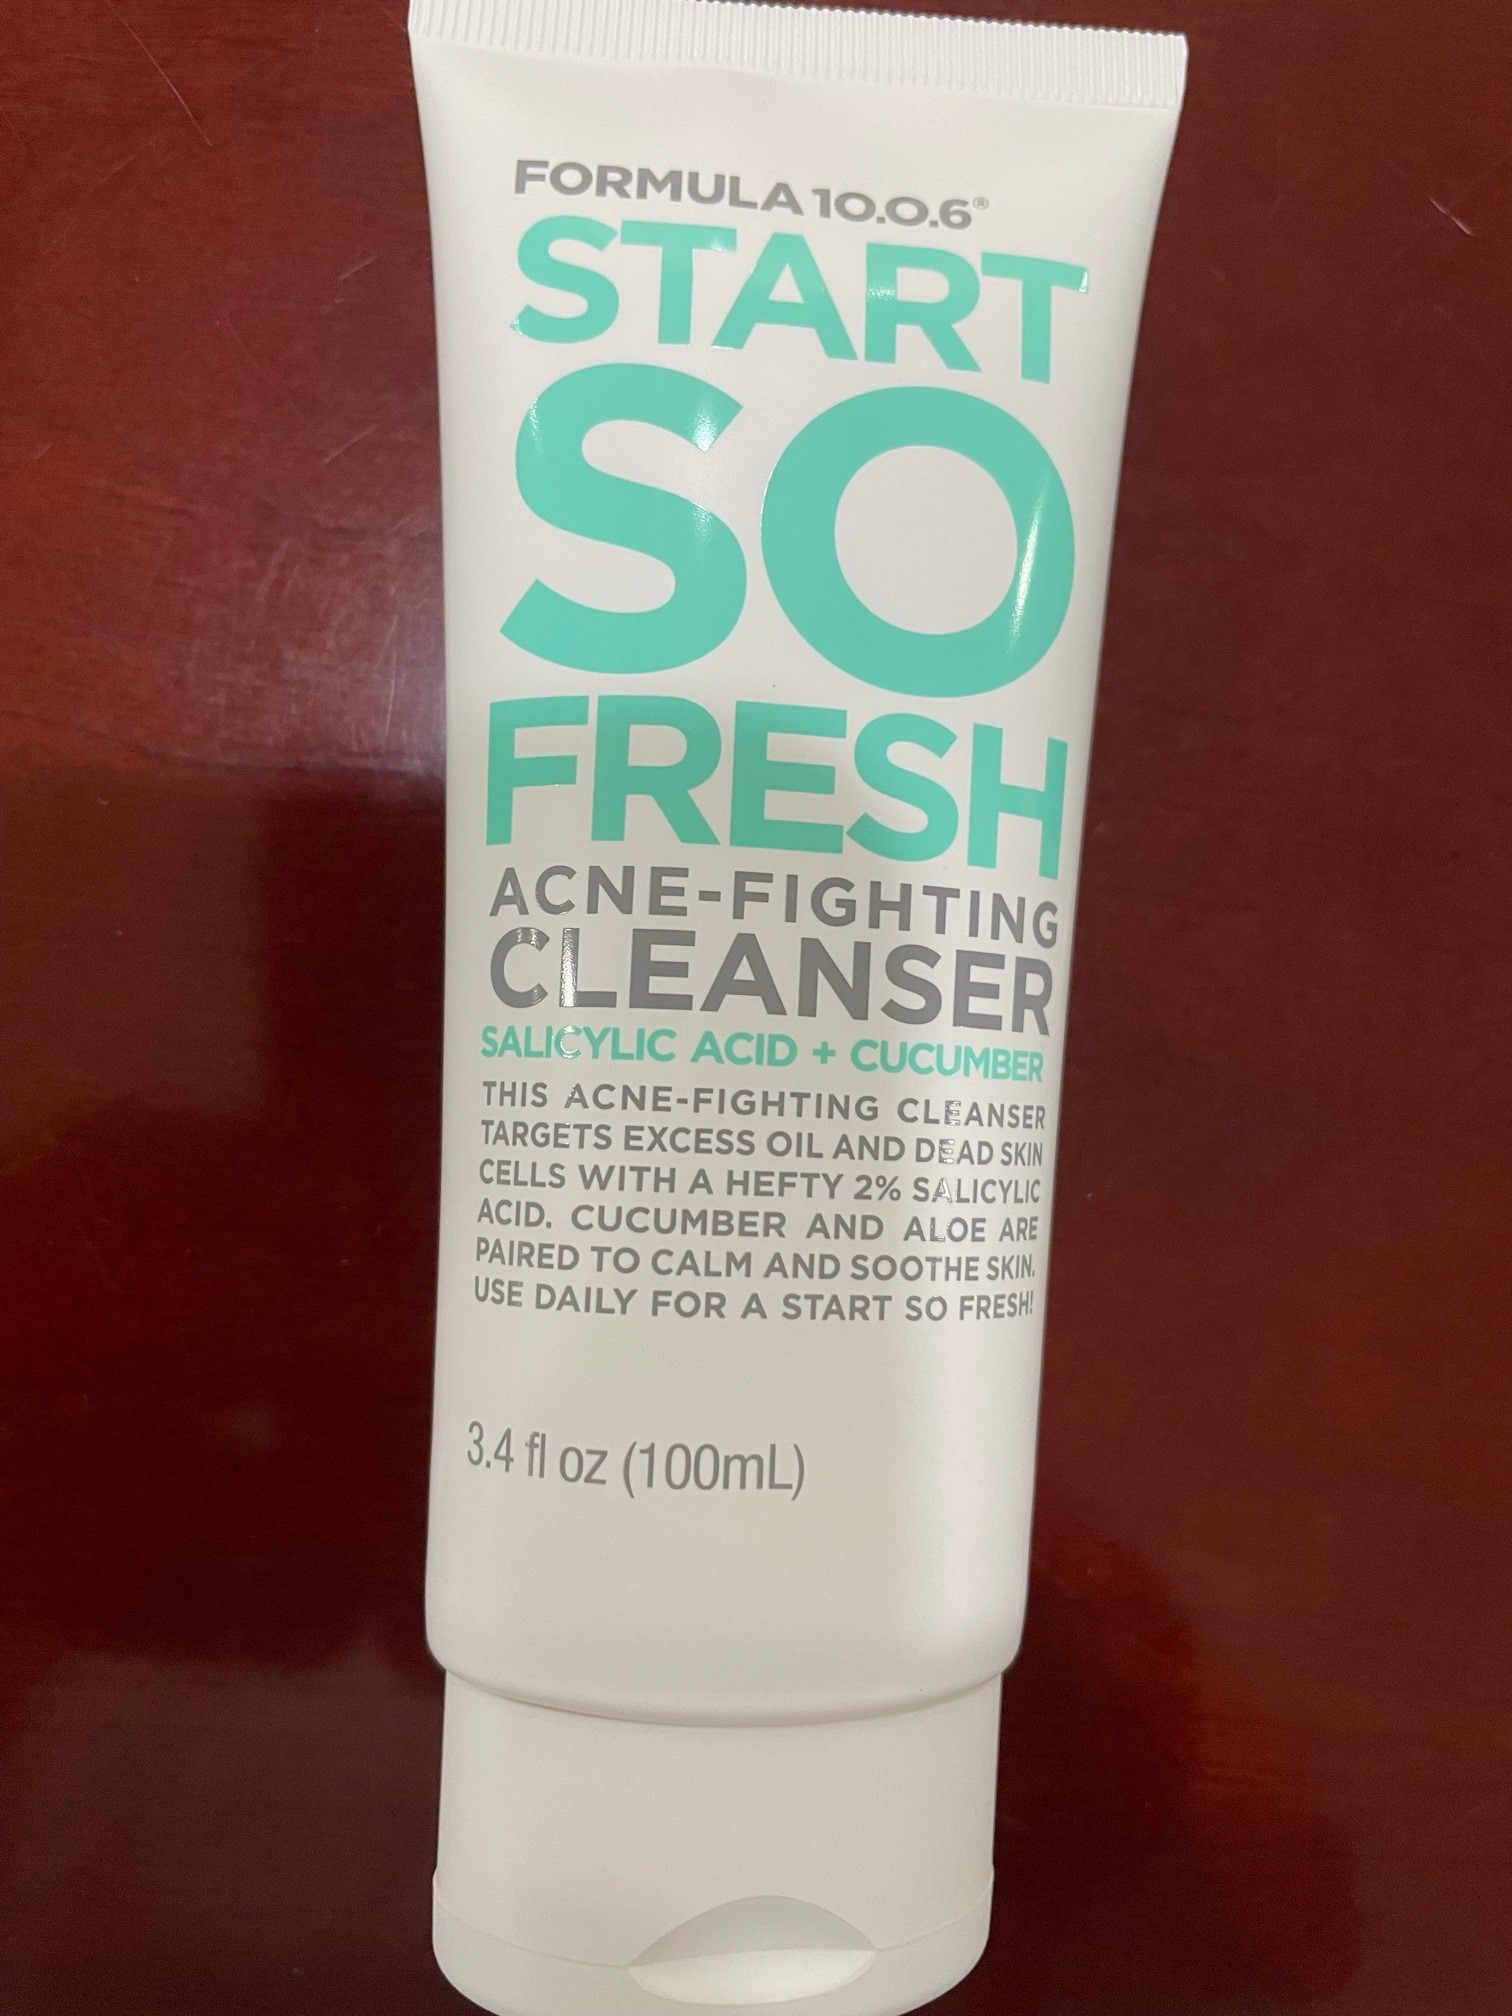 FORMULA 10.0.6®
START
SO
FRESH
ACNE-FIGHTING
CLEANSER
SALICYLIC ACID + CUCUMBER
THIS ACNE-FIGHTING CLEANSER
TARGETS EXCESS OIL AND DEAD SKIN
CELLS WITH A HEFTY 2% SALICYLIC
ACID. CUCUMBER AND ALOE ARE
PAIRED TO CALM AND SOOTHE SKIN.
USE DAILY FOR A START SO FRESH!
3.4 fl oz (100mL)